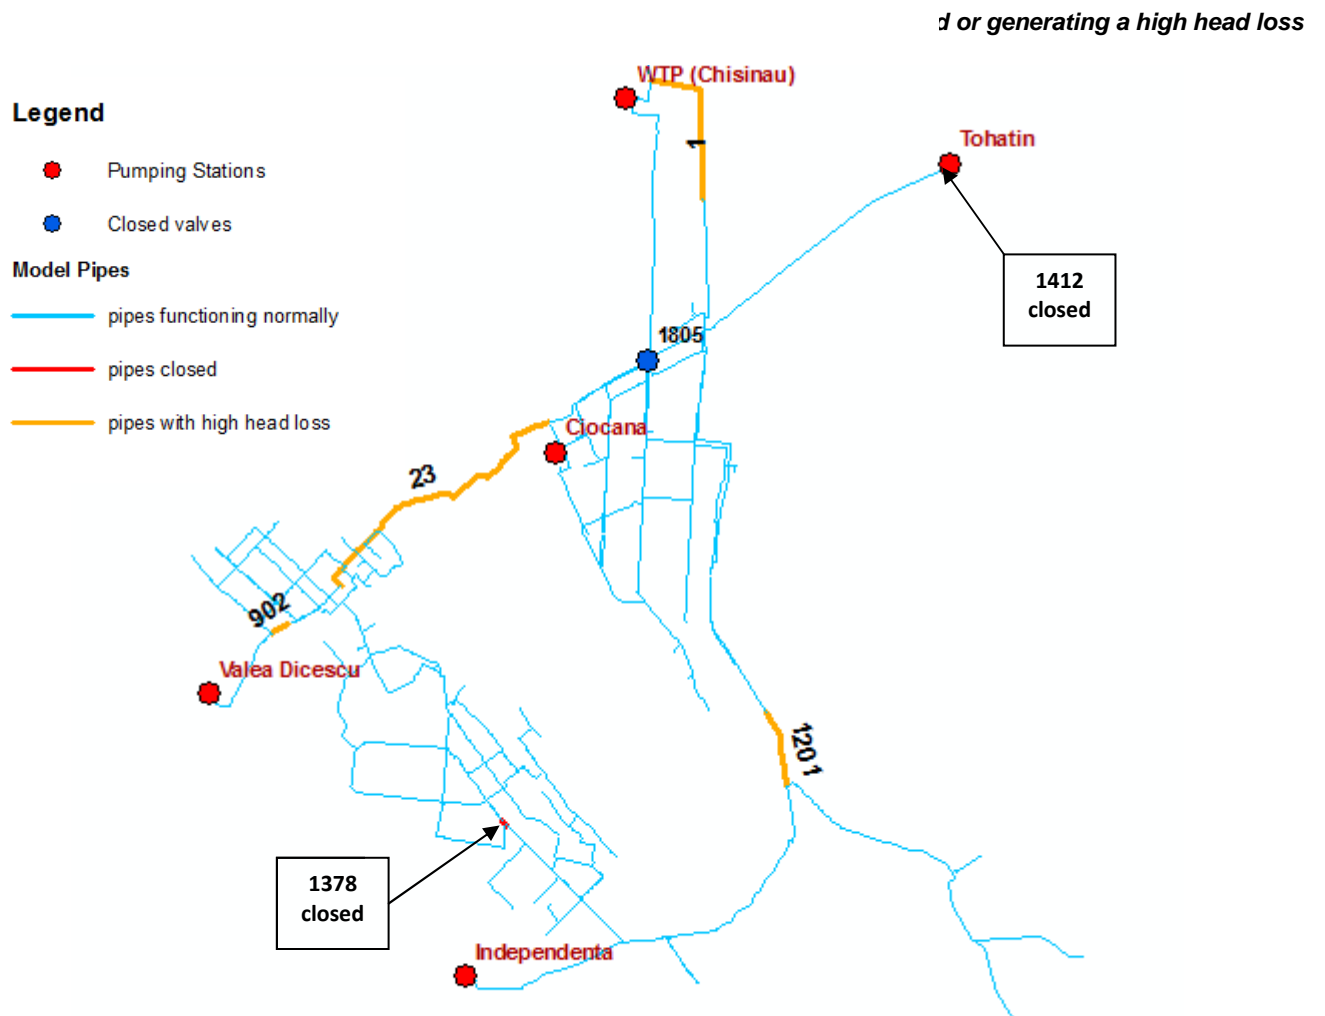 or generating a high head loss
WTP (Chisinau)
Legend
Tohatin
1
Pumping Stations
Closed valves
Model Pipes
1412
closed
pipes functioning normally
1805
pipes closed
pipes with high head loss
Ciocana
23
902
Valea Dicescu
1201
1378
closed
Independenta